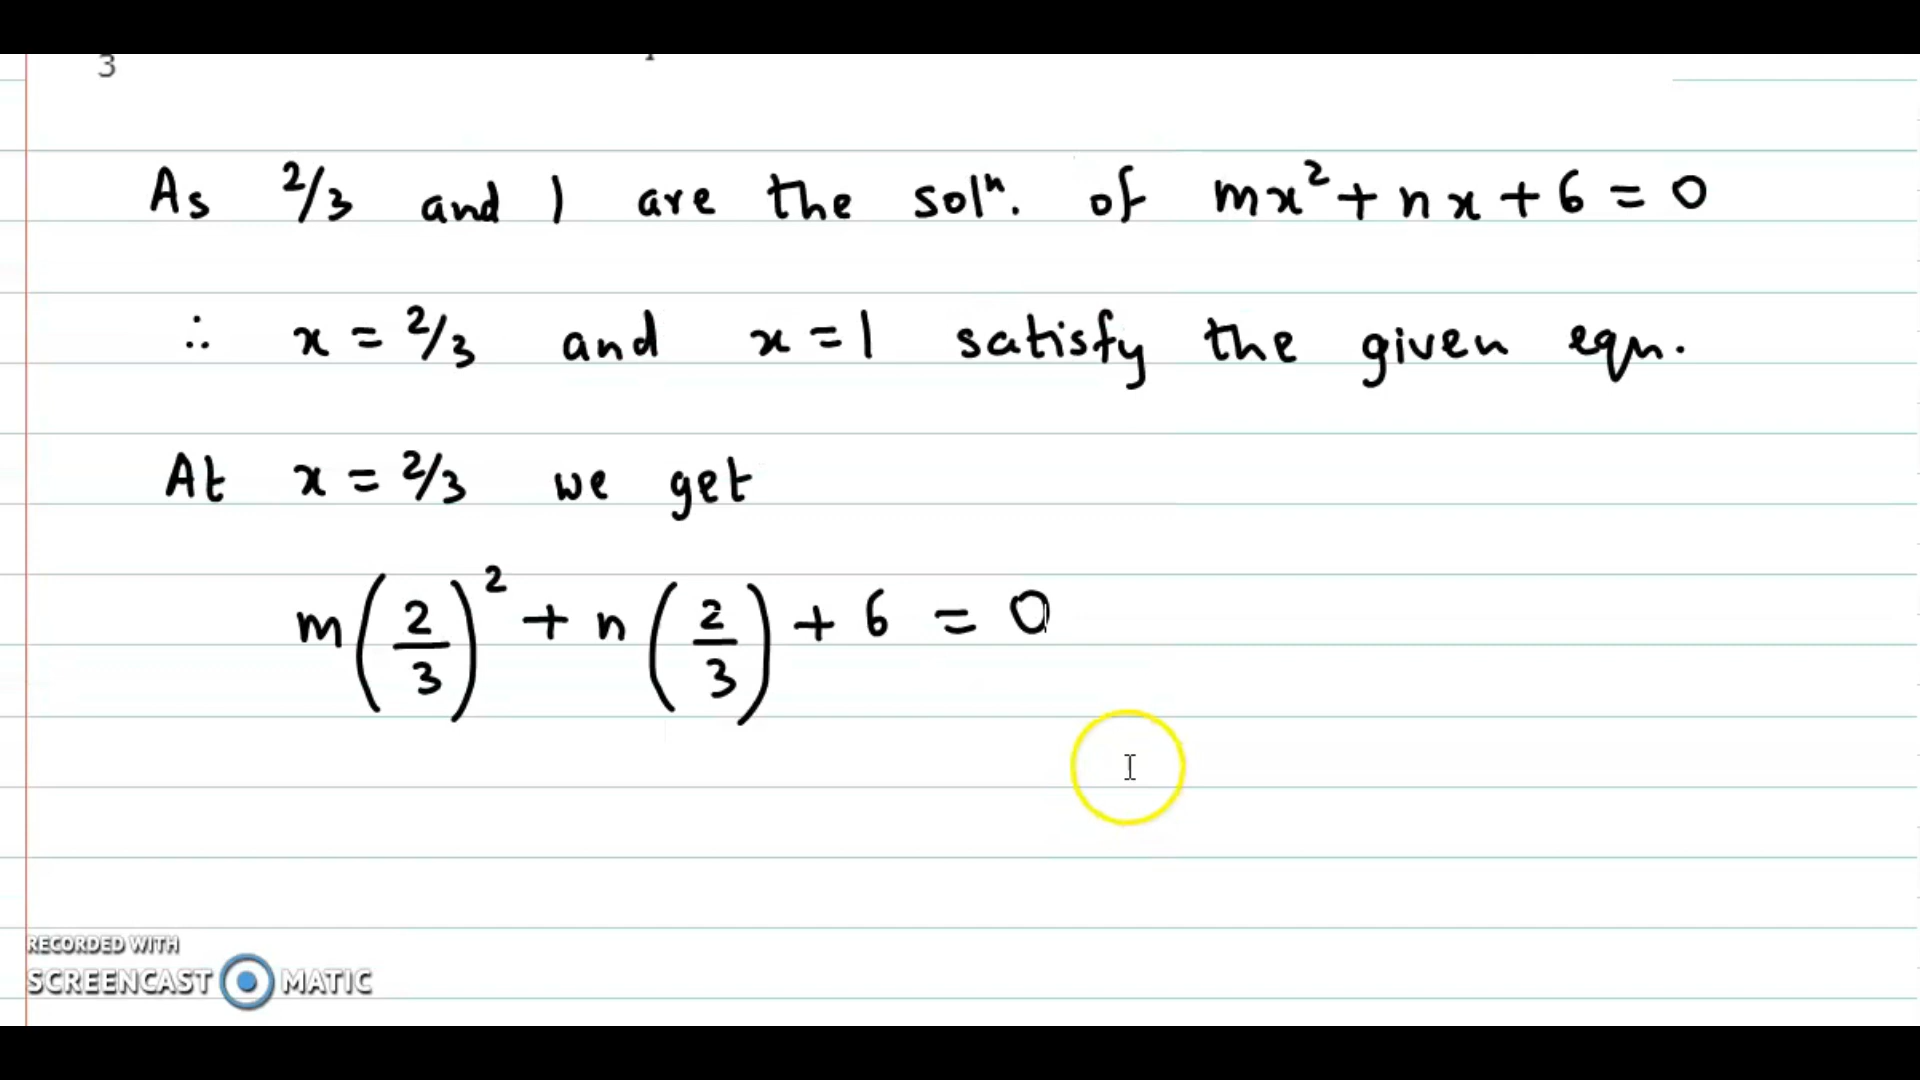 3
As 2/3 and 1 are the solⁿ. of mx² + nx + 6 = 0
∴ x = 2/3 and x = 1 satisfy the given eqn.
At x = 2/3 we get
m(2/3)² + n(2/3) + 6 = 0
RECORDED WITH
SCREENCAST MATIC